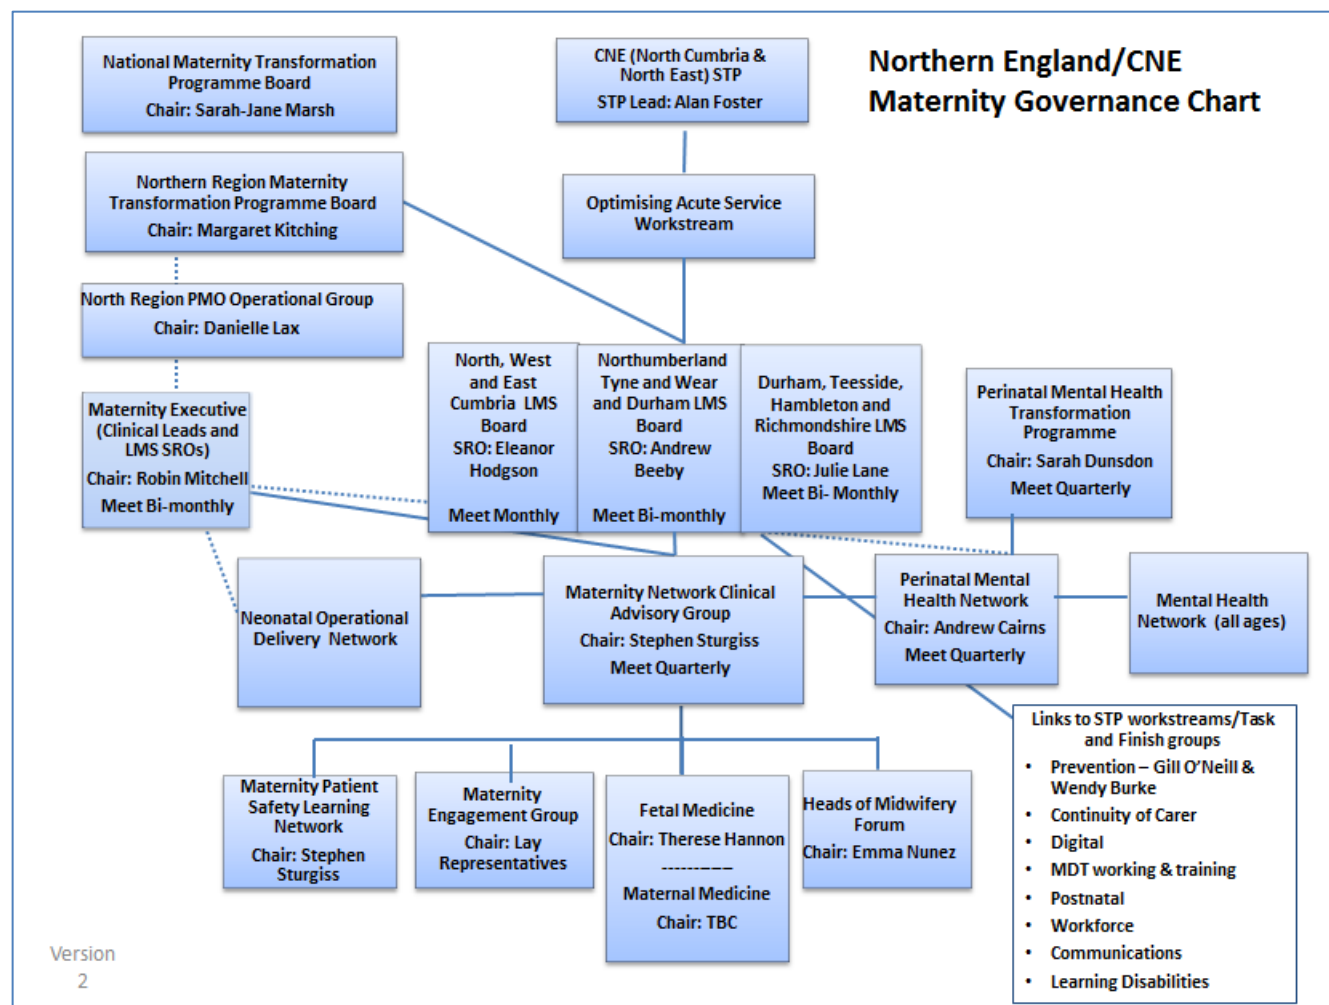 National Maternity Transformation
Programme Board
Chair: Sarah-Jane Marsh
CNE (North Cumbria &
North East) STP
STP Lead: Alan Foster
Northern England/CNE
Maternity Governance Chart
Northern Region Maternity
Transformation Programme Board
Chair: Margaret Kitching
Optimising Acute Service
Workstream
North Region PMO Operational Group
Chair: Danielle Lax
Maternity Executive
(Clinical Leads and
LMS SROs)
Chair: Robin Mitchell
Meet Bi-monthly
North, West
and East
Cumbria LMS
Board
SRO: Eleanor
Hodgson
Meet Monthly
Northumberland
Tyne and Wear
and Durham LMS
Board
SRO: Andrew
Beeby
Meet Bi-monthly
Durham, Teesside,
Hambleton and
Richmondshire LMS
Board
SRO: Julie Lane
Meet Bi- Monthly
Perinatal Mental Health
Transformation
Programme
Chair: Sarah Dunsdon
Meet Quarterly
Neonatal Operational
Delivery Network
Maternity Network Clinical
Advisory Group
Chair: Stephen Sturgiss
Meet Quarterly
Perinatal Mental
Health Network
Chair: Andrew Cairns
Meet Quarterly
Mental Health
Network (all ages)
Maternity Patient
Safety Learning
Network
Chair: Stephen
Sturgiss
Maternity
Engagement Group
Chair: Lay
Representatives
Fetal Medicine
Chair: Therese Hannon
----------
Maternal Medicine
Chair: TBC
Heads of Midwifery
Forum
Chair: Emma Nunez
Links to STP workstreams/Task
and Finish groups
• Prevention – Gill O'Neill &
Wendy Burke
• Continuity of Carer
• Digital
• MDT working & training
• Postnatal
• Workforce
• Communications
• Learning Disabilities
Version
2